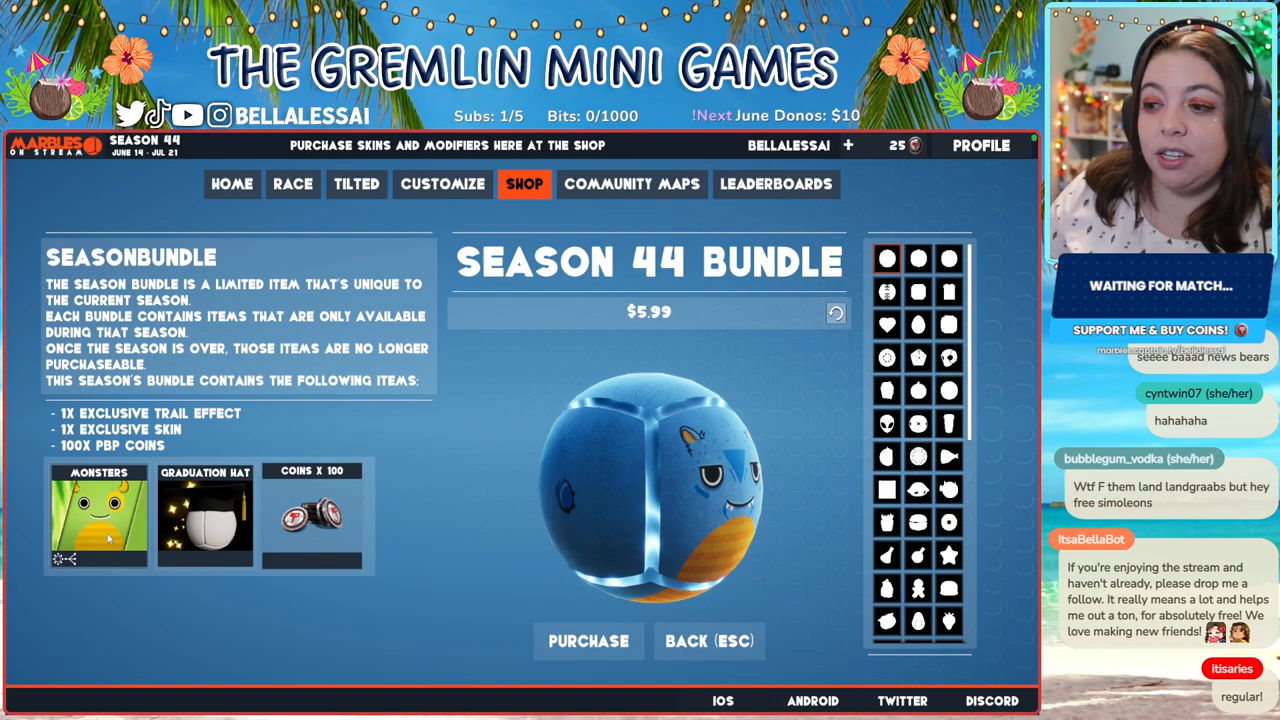 THE GREMLIN MINI GAMES
BELLALESSAI
Subs: 1/5
Bits: 0/1000
!Next June Donos: $10
MARBLES
ON STREAM
SEASON 44
JUNE 14 - JUL 21
PURCHASE SKINS AND MODIFIERS HERE AT THE SHOP
BELLALESSAI +
25
PROFILE
HOME
RACE
TILTED
CUSTOMIZE
SHOP
COMMUNITY MAPS
LEADERBOARDS
SEASONBUNDLE
THE SEASON BUNDLE IS A LIMITED ITEM THAT'S UNIQUE TO
THE CURRENT SEASON.
EACH BUNDLE CONTAINS ITEMS THAT ARE ONLY AVAILABLE
DURING THAT SEASON.
ONCE THE SEASON IS OVER, THOSE ITEMS ARE NO LONGER
PURCHASEABLE.
THIS SEASON'S BUNDLE CONTAINS THE FOLLOWING ITEMS:
- 1X EXCLUSIVE TRAIL EFFECT
- 1X EXCLUSIVE SKIN
- 100X PBP COINS
MONSTERS
GRADUATION HAT
COINS X 100
SEASON 44 BUNDLE
$5.99
PURCHASE
BACK (ESC)
IOS
ANDROID
TWITTER
DISCORD
WAITING FOR MATCH...
SUPPORT ME & BUY COINS!
marbles.captain.tv/bellalessai
seeee baaad news bears
cyntwin07 (she/her)
hahahaha
bubblegum_vodka (she/her)
Wtf F them land landgraabs but hey
free simoleons
ItsaBellaBot
If you're enjoying the stream and
haven't already, please drop me a
follow. It really means a lot and helps
me out a ton, for absolutely free! We
love making new friends!
itisaries
regular!